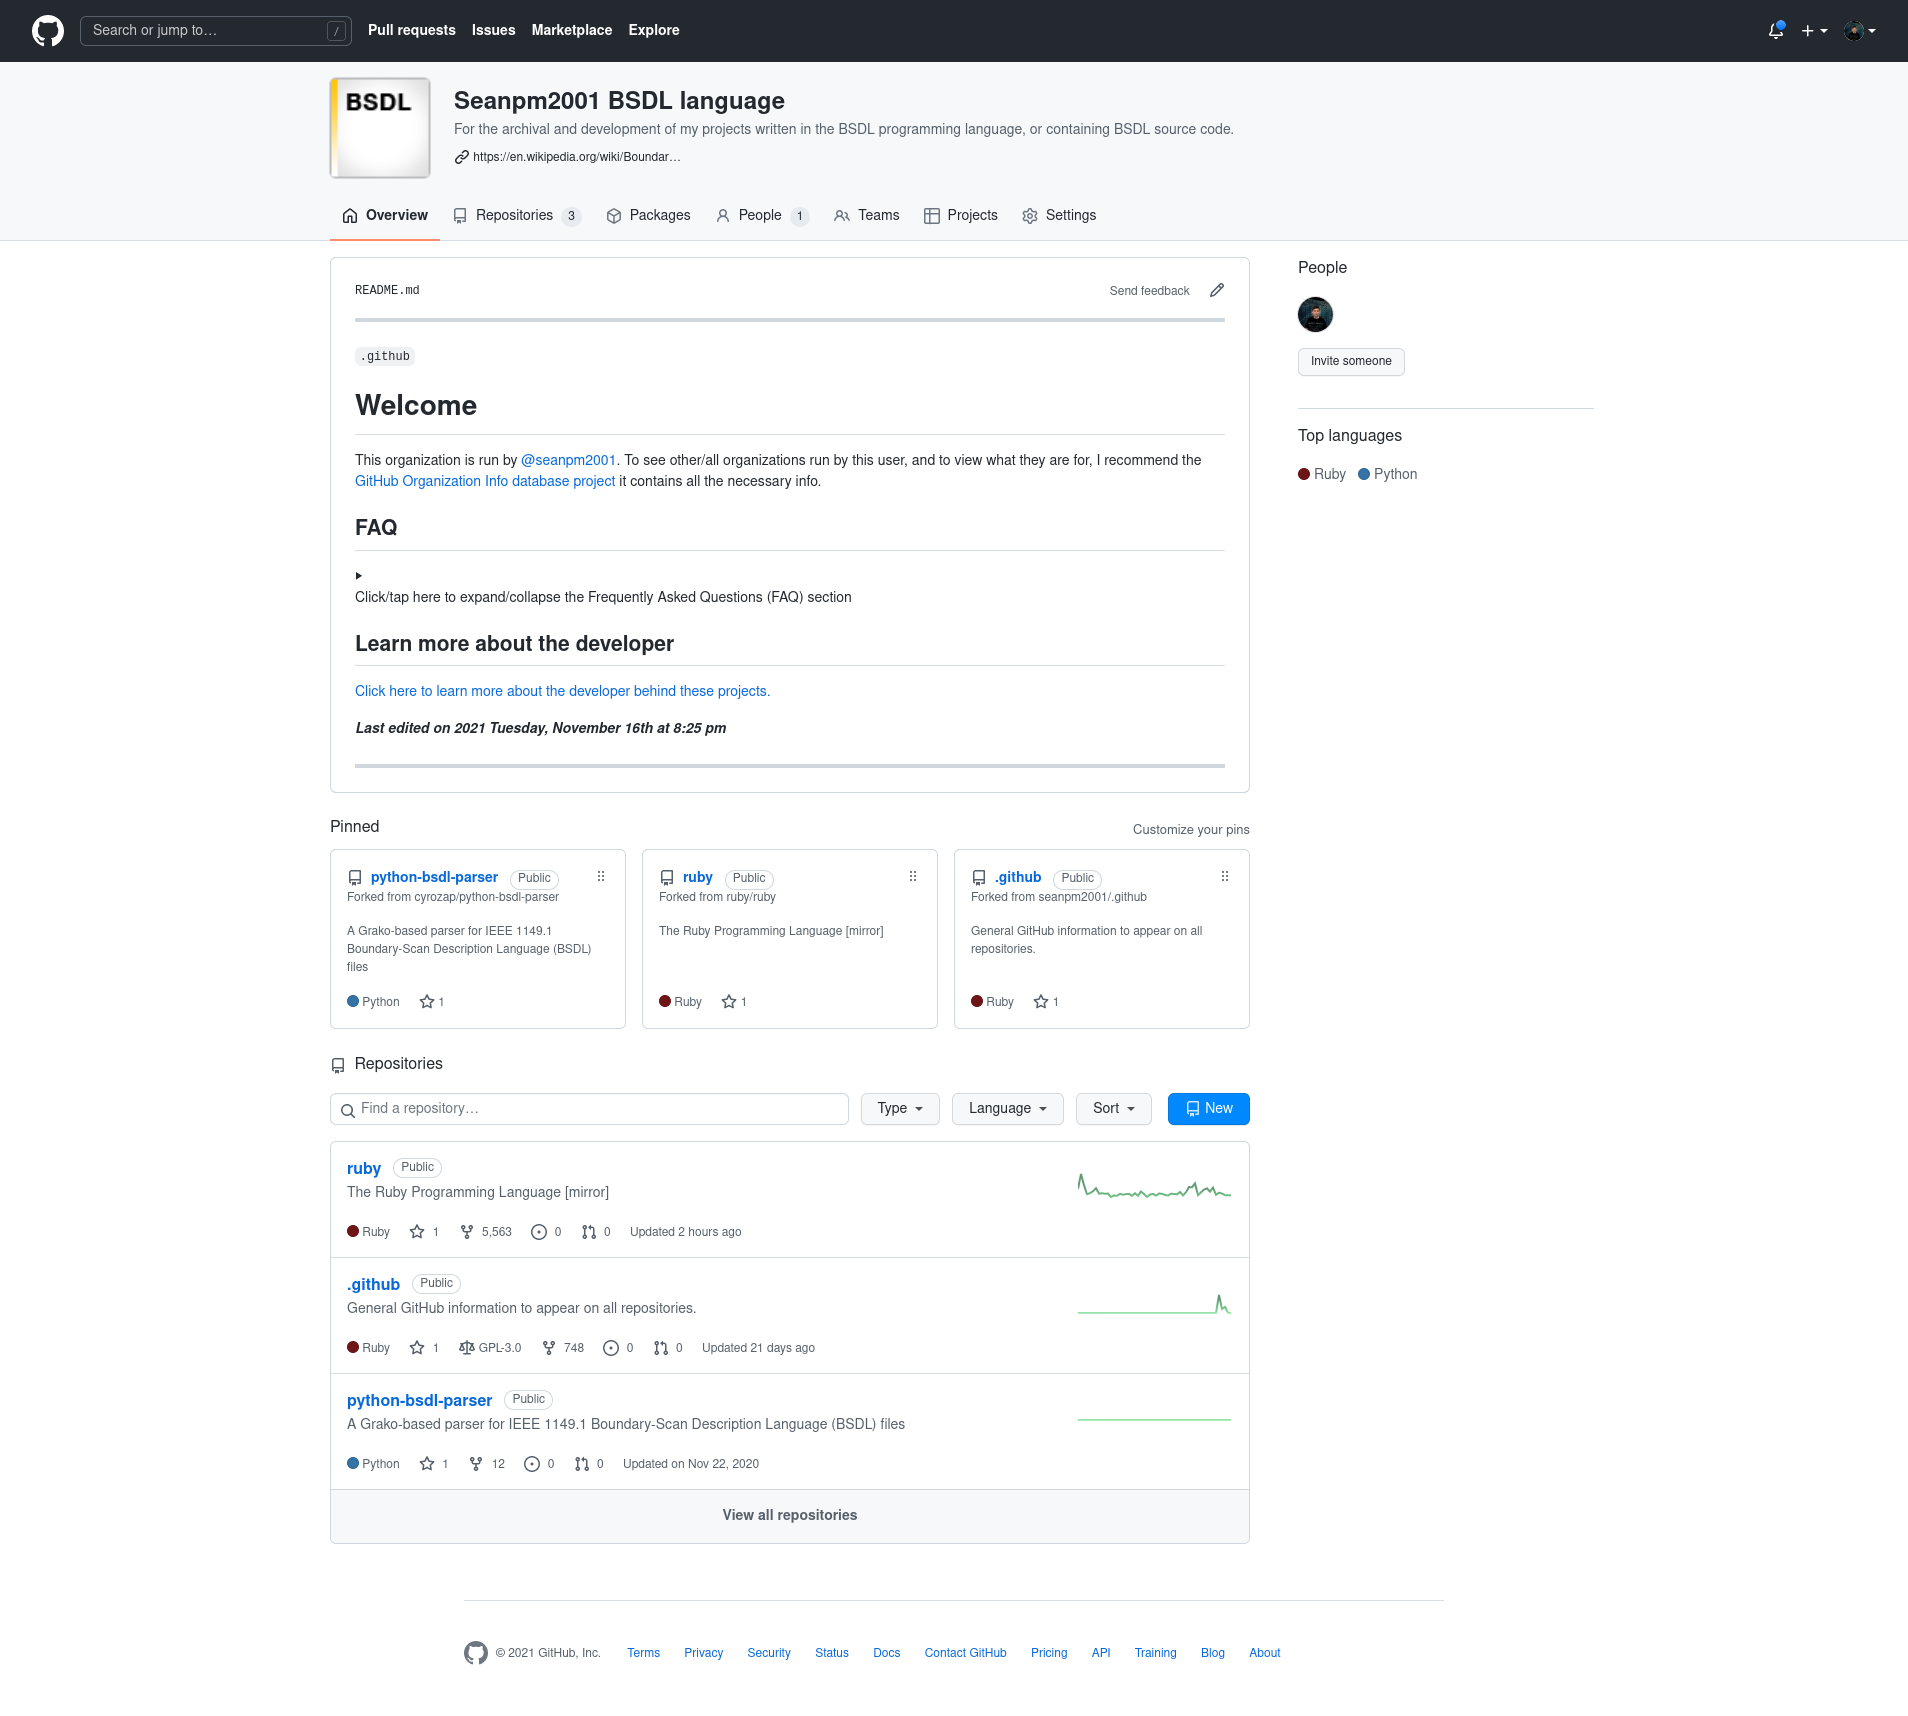 Search or jump to…
/
Pull requests
Issues
Marketplace
Explore
BSDL
Seanpm2001 BSDL language
For the archival and development of my projects written in the BSDL programming language, or containing BSDL source code.
https://en.wikipedia.org/wiki/Boundar…
Overview
Repositories 3
Packages
People 1
Teams
Projects
Settings
README.md
Send feedback
.github
Welcome
This organization is run by @seanpm2001. To see other/all organizations run by this user, and to view what they are for, I recommend the
GitHub Organization Info database project it contains all the necessary info.
FAQ
Click/tap here to expand/collapse the Frequently Asked Questions (FAQ) section
Learn more about the developer
Click here to learn more about the developer behind these projects.
Last edited on 2021 Tuesday, November 16th at 8:25 pm
People
Invite someone
Top languages
Ruby Python
Pinned
Customize your pins
python-bsdl-parser Public
Forked from cyrozap/python-bsdl-parser
A Grako-based parser for IEEE 1149.1
Boundary-Scan Description Language (BSDL)
files
Python 1
ruby Public
Forked from ruby/ruby
The Ruby Programming Language [mirror]
Ruby 1
.github Public
Forked from seanpm2001/.github
General GitHub information to appear on all
repositories.
Ruby 1
Repositories
Find a repository…
Type
Language
Sort
New
ruby Public
The Ruby Programming Language [mirror]
Ruby 1 5,563 0 0 Updated 2 hours ago
.github Public
General GitHub information to appear on all repositories.
Ruby 1 GPL-3.0 748 0 0 Updated 21 days ago
python-bsdl-parser Public
A Grako-based parser for IEEE 1149.1 Boundary-Scan Description Language (BSDL) files
Python 1 12 0 0 Updated on Nov 22, 2020
View all repositories
© 2021 GitHub, Inc.
Terms
Privacy
Security
Status
Docs
Contact GitHub
Pricing
API
Training
Blog
About